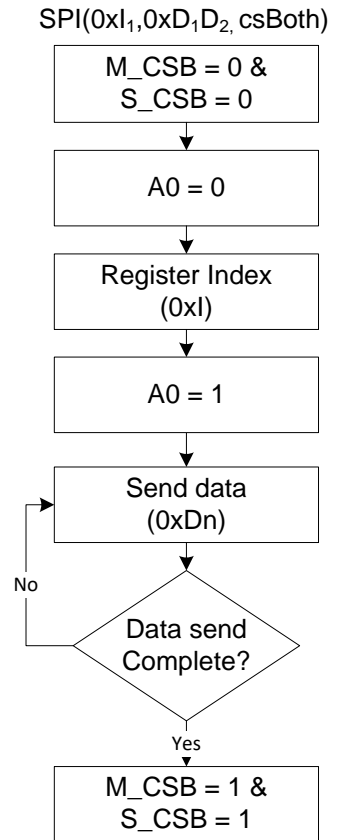 SPI(0xI₁,0xD₁D₂, csBoth)
M_CSB = 0 &
S_CSB = 0
A0 = 0
Register Index
(0xI)
A0 = 1
Send data
(0xDn)
No
Data send
Complete?
Yes
M_CSB = 1 &
S_CSB = 1